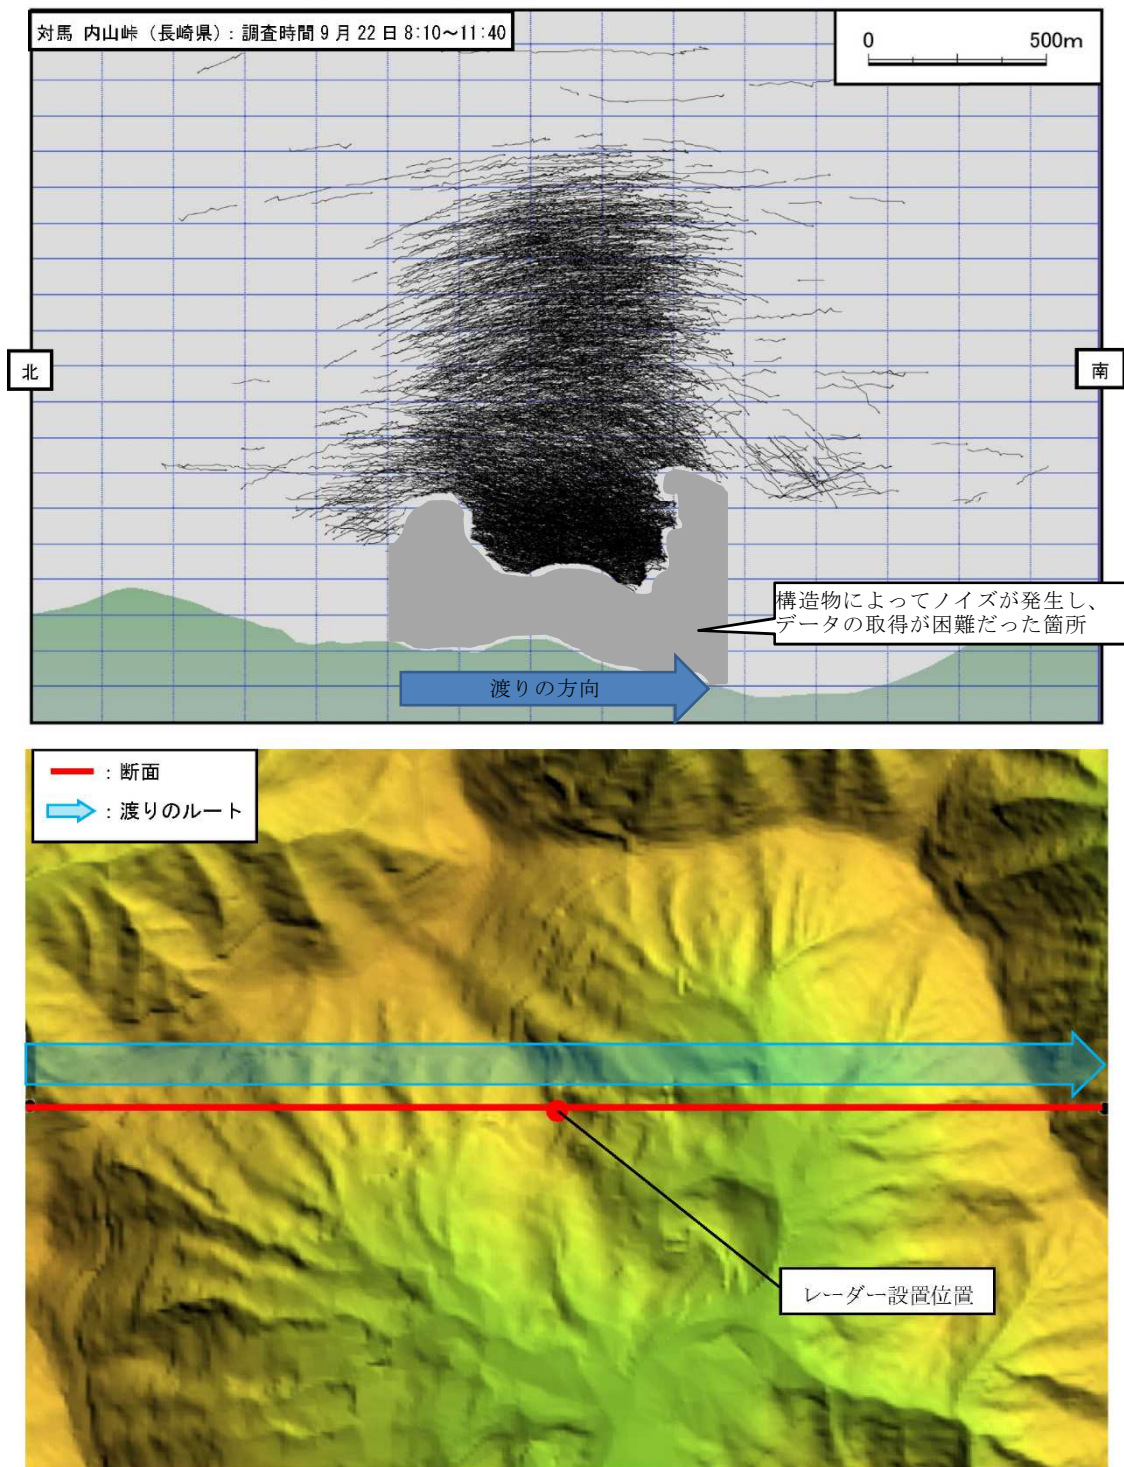 対馬 内山峠（長崎県）：調査時間 9 月 22 日 8:10～11:40
0 500m
北
南
構造物によってノイズが発生し、
データの取得が困難だった箇所
渡りの方向
：断面
：渡りのルート
レーダー設置位置